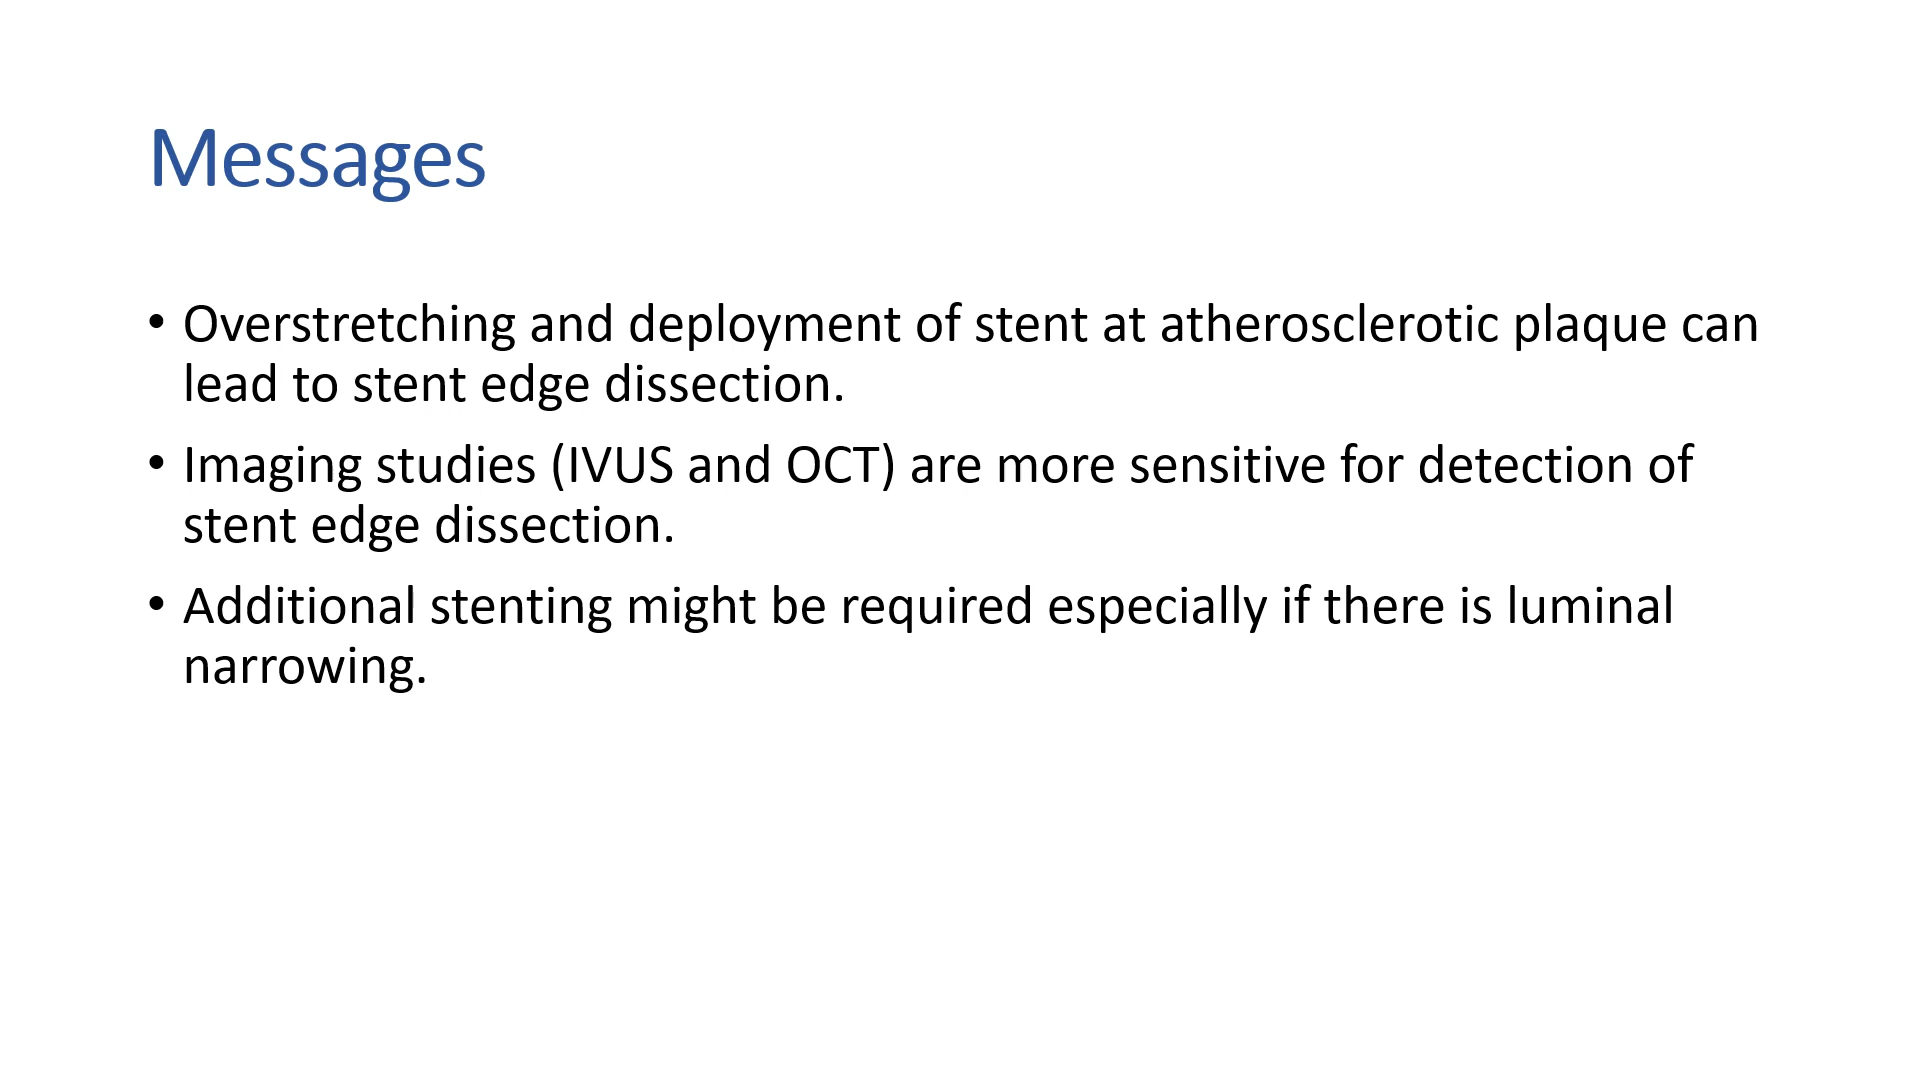 Messages
• Overstretching and deployment of stent at atherosclerotic plaque can
lead to stent edge dissection.
• Imaging studies (IVUS and OCT) are more sensitive for detection of
stent edge dissection.
• Additional stenting might be required especially if there is luminal
narrowing.